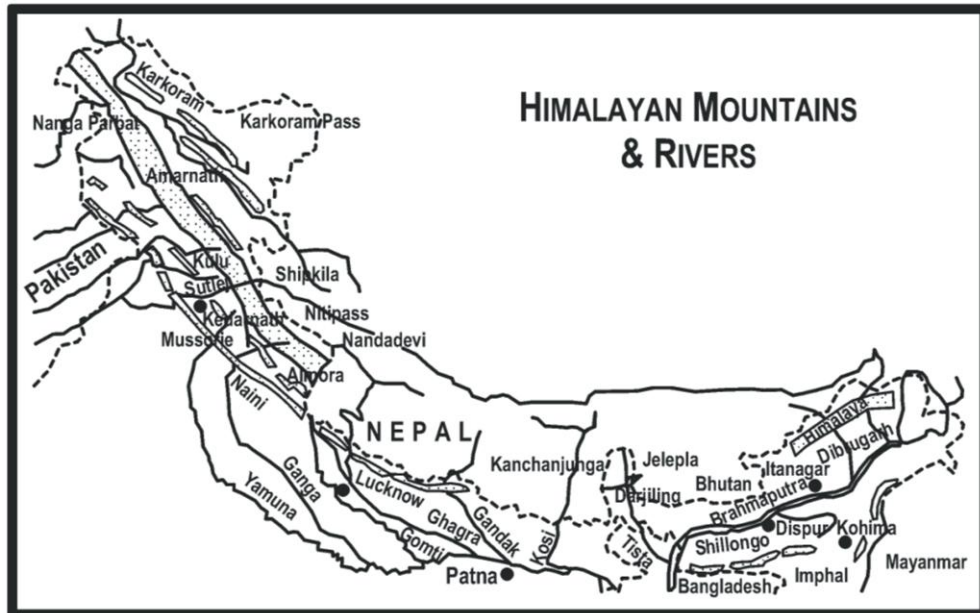 HIMALAYAN MOUNTAINS
& RIVERS
Karkoram
Nanga Parbat
Karkoram Pass
Amarnath
Pakistan
Kulu
Shipkila
Sutlej
Nitipass
Kedarnath
Mussorie
Nandadevi
Almora
Naini
NEPAL
Himalaya
Dibrugarh
Kanchanjunga
Jelepla
Itanagar
Bhutan
Ganga
Lucknow
Darjling
Brahmaputra
Yamuna
Ghagra
Gandak
Kosi
Dispur
Kohima
Gomti
Tista
Shillongo
Mayanmar
Patna
Bangladesh
Imphal